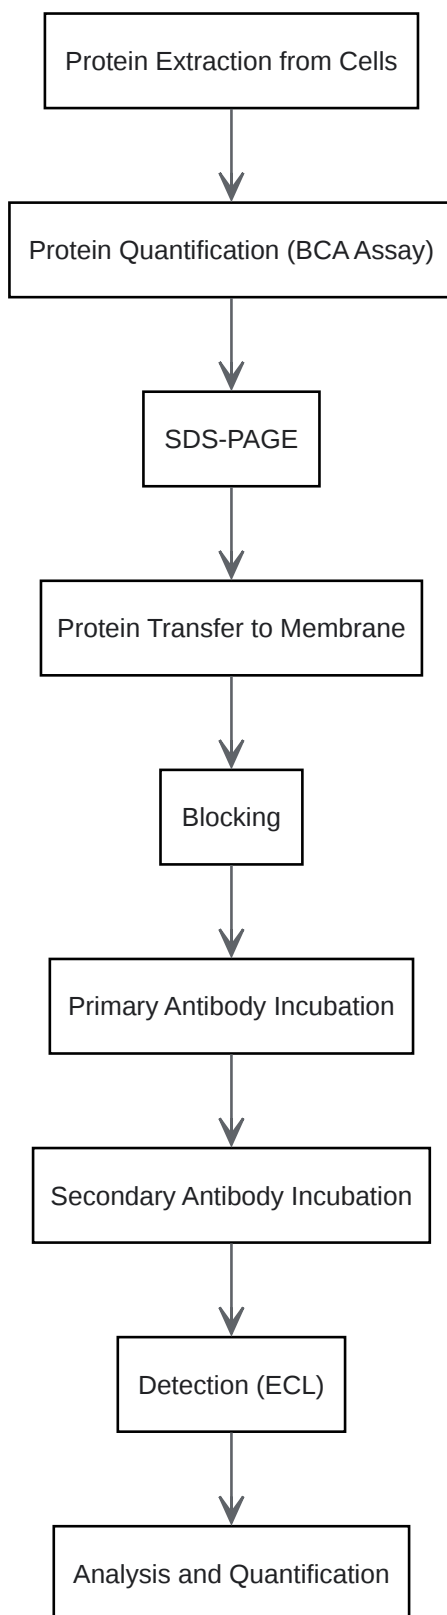 Protein Extraction from Cells
Protein Quantification (BCA Assay)
SDS-PAGE
Protein Transfer to Membrane
Blocking
Primary Antibody Incubation
Secondary Antibody Incubation
Detection (ECL)
Analysis and Quantification